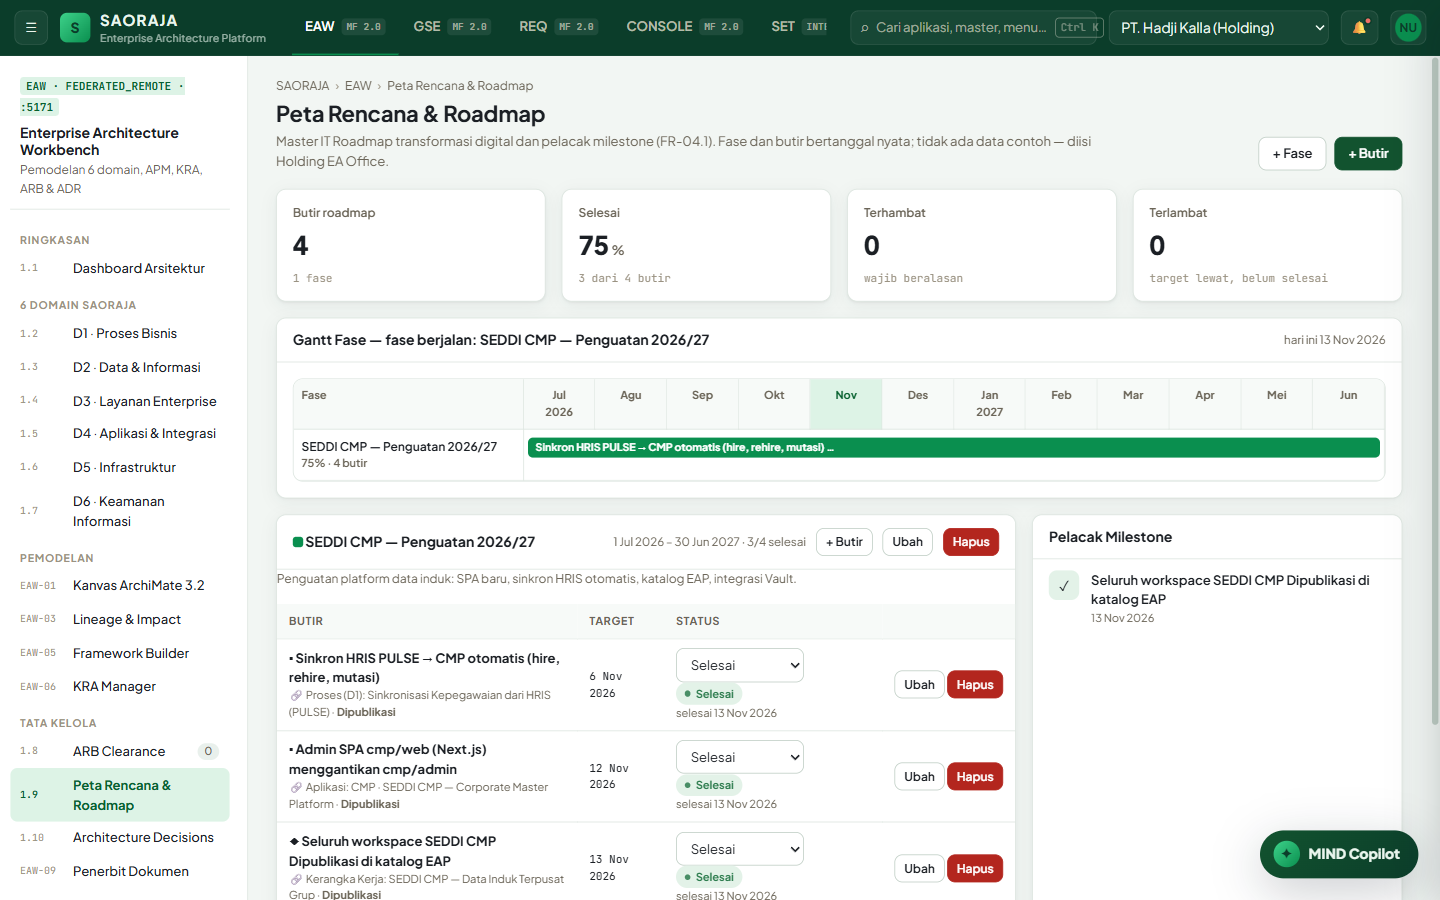 ☰
S
SAORAJA
Enterprise Architecture Platform
EAW MF 2.0
GSE MF 2.0
REQ MF 2.0
CONSOLE MF 2.0
SET
Cari aplikasi, master, menu... Ctrl K
PT. Hadji Kalla (Holding)
NU
EAW · FEDERATED_REMOTE ·
:5171
Enterprise Architecture
Workbench
Pemodelan 6 domain, APM, KRA,
ARB & ADR
RINGKASAN
1.1 Dashboard Arsitektur
6 DOMAIN SAORAJA
1.2 D1 · Proses Bisnis
1.3 D2 · Data & Informasi
1.4 D3 · Layanan Enterprise
1.5 D4 · Aplikasi & Integrasi
1.6 D5 · Infrastruktur
1.7 D6 · Keamanan
Informasi
PEMODELAN
EAW-01 Kanvas ArchiMate 3.2
EAW-03 Lineage & Impact
EAW-05 Framework Builder
EAW-06 KRA Manager
TATA KELOLA
1.8 ARB Clearance 0
1.9 Peta Rencana &
Roadmap
1.10 Architecture Decisions
EAW-09 Penerbit Dokumen
SAORAJA › EAW › Peta Rencana & Roadmap
Peta Rencana & Roadmap
Master IT Roadmap transformasi digital dan pelacak milestone (FR-04.1). Fase dan butir bertanggal nyata; tidak ada data contoh — diisi
Holding EA Office.
+ Fase
+ Butir
Butir roadmap
4
1 fase
Selesai
75 %
3 dari 4 butir
Terhambat
0
wajib beralasan
Terlambat
0
target lewat, belum selesai
Gantt Fase — fase berjalan: SEDDI CMP — Penguatan 2026/27
hari ini 13 Nov 2026
Fase Jul Agu Sep Okt Nov Des Jan Feb Mar Apr Mei Jun
2026 2027
SEDDI CMP — Penguatan 2026/27
75% · 4 butir
Sinkron HRIS PULSE → CMP otomatis (hire, rehire, mutasi) …
SEDDI CMP — Penguatan 2026/27
1 Jul 2026 – 30 Jun 2027 · 3/4 selesai
+ Butir
Ubah
Hapus
Penguatan platform data induk: SPA baru, sinkron HRIS otomatis, katalog EAP, integrasi Vault.
BUTIR TARGET STATUS
▪ Sinkron HRIS PULSE → CMP otomatis (hire,
rehire, mutasi)
Proses (D1): Sinkronisasi Kepegawaian dari HRIS
(PULSE) · Dipublikasi
6 Nov
2026
Selesai
● Selesai
selesai 13 Nov 2026
Ubah
Hapus
▪ Admin SPA cmp/web (Next.js)
menggantikan cmp/admin
Aplikasi: CMP · SEDDI CMP — Corporate Master
Platform · Dipublikasi
12 Nov
2026
Selesai
● Selesai
selesai 13 Nov 2026
Ubah
Hapus
◆ Seluruh workspace SEDDI CMP
Dipublikasi di katalog EAP
Kerangka Kerja: SEDDI CMP — Data Induk Terpusat
Grup · Dipublikasi
13 Nov
2026
Selesai
● Selesai
selesai 13 Nov 2026
Ubah
Hapus
Pelacak Milestone
✓
Seluruh workspace SEDDI CMP Dipublikasi di
katalog EAP
13 Nov 2026
MIND Copilot